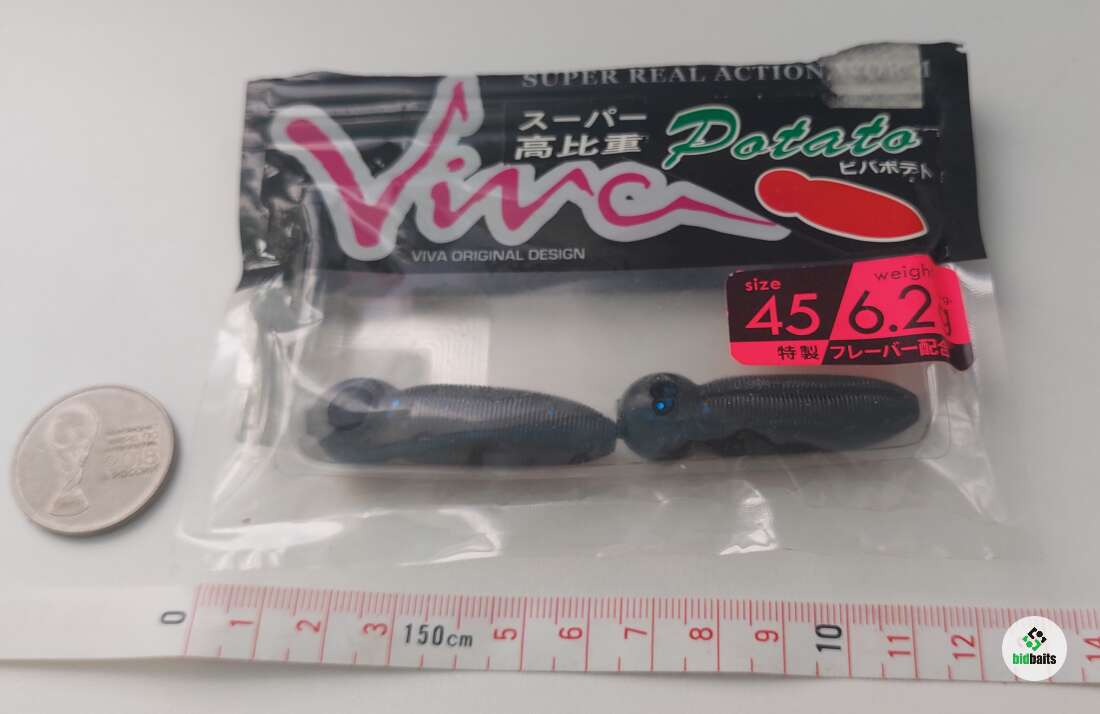 SUPER REAL ACTION
Viva
スーパー
高比重
Potato
ビバポテト
VIVA ORIGINAL DESIGN
size
45
weight
6.2
特製 フレーバー配合
2018
0 1 2 3 150cm 5 6 7 8 9 10 11 12 14
bidbaits